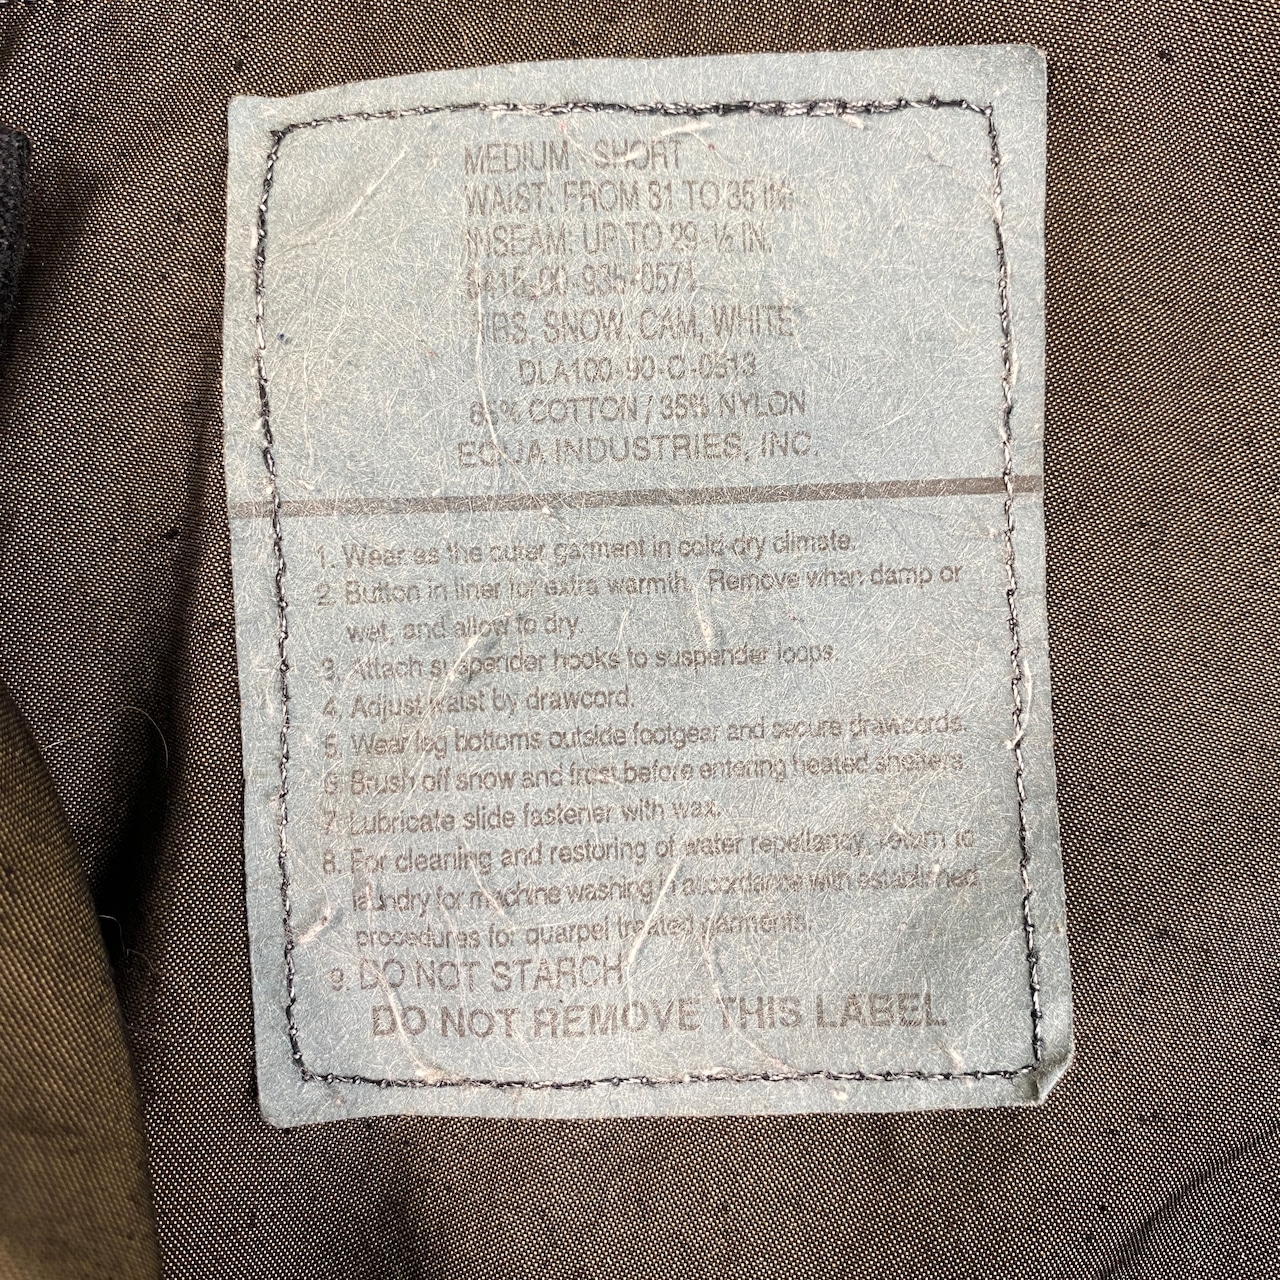 MEDIUM - SHORT
WAIST: FROM 31 TO 35 IN.
INSEAM: UP TO 29-½ IN.
8415-00-935-0571
SNOW, CAM, WHITE
DLA100-90-C-0513
65% COTTON / 35% NYLON
EQUA INDUSTRIES, INC.
1. Wear as the outer garment in cold dry climate.
2. Button in liner for extra warmth. Remove when damp or
wet, and allow to dry.
3. Attach suspender hooks to suspender loops.
4. Adjust waist by drawcord.
5. Wear leg bottoms outside footgear and secure drawcords.
6. Brush off snow and frost before entering heated shelters.
7. Lubricate slide fastener with wax.
8. For cleaning and restoring of water repellancy, return to
laundry for machine washing in accordance with established
procedures for quarpel treated garments.
9. DO NOT STARCH
DO NOT REMOVE THIS LABEL